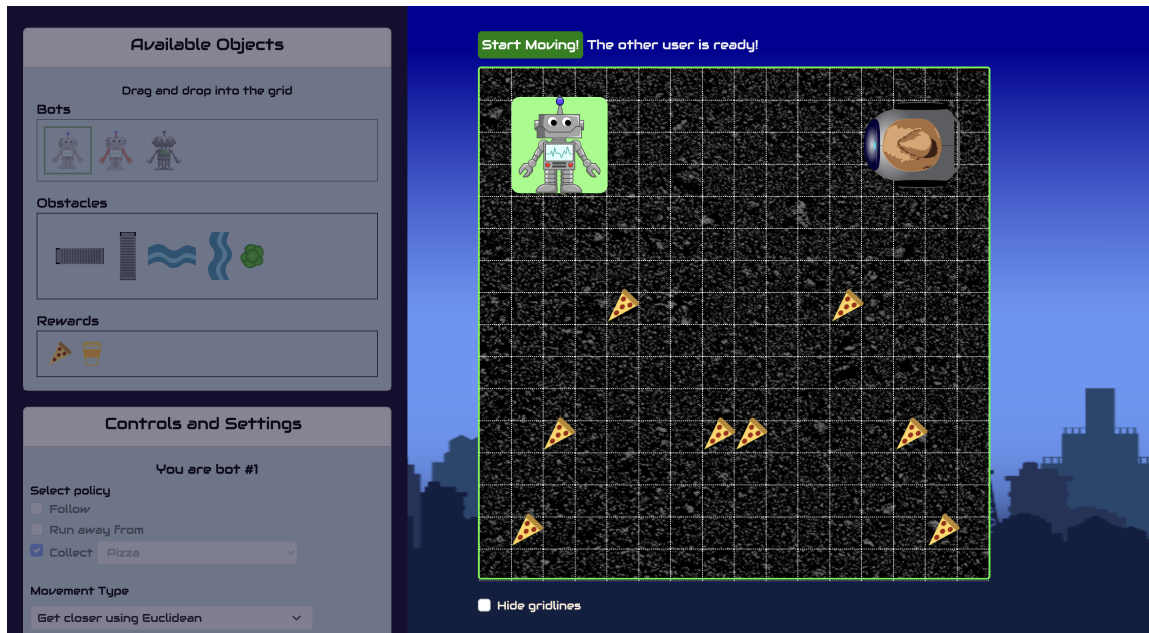 Available Objects
Drag and drop into the grid
Bots
Obstacles
Rewards
Controls and Settings
You are bot #1
Select policy
Follow
Run away from
Collect Pizza
Movement Type
Get closer using Euclidean
Start Moving! The other user is ready!
Hide gridlines